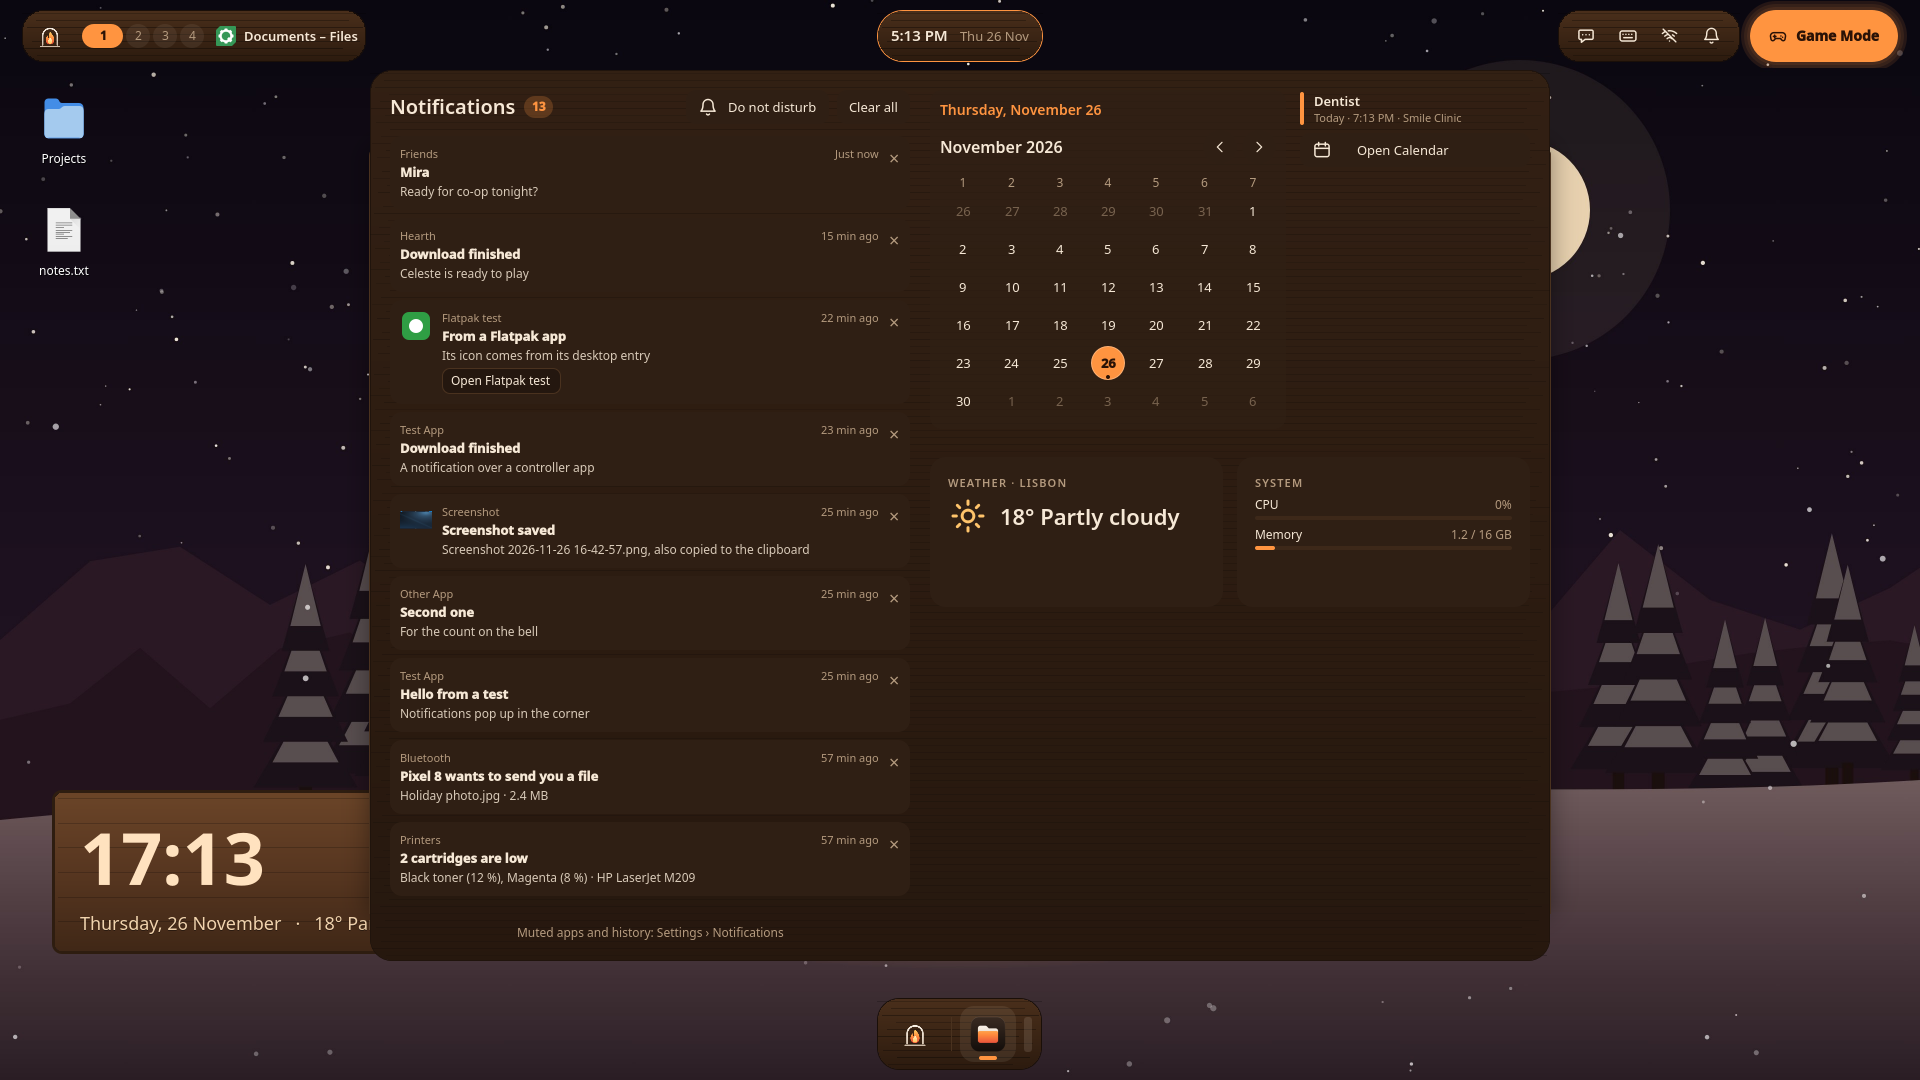 1 2 3 4 Documents – Files
5:13 PM Thu 26 Nov
Game Mode
Projects
notes.txt
Notifications 13
Do not disturb Clear all
Friends Just now
Mira
Ready for co-op tonight?
Hearth 15 min ago
Download finished
Celeste is ready to play
Flatpak test 22 min ago
From a Flatpak app
Its icon comes from its desktop entry
Open Flatpak test
Test App 23 min ago
Download finished
A notification over a controller app
Screenshot 25 min ago
Screenshot saved
Screenshot 2026-11-26 16-42-57.png, also copied to the clipboard
Other App 25 min ago
Second one
For the count on the bell
Test App 25 min ago
Hello from a test
Notifications pop up in the corner
Bluetooth 57 min ago
Pixel 8 wants to send you a file
Holiday photo.jpg · 2.4 MB
Printers 57 min ago
2 cartridges are low
Black toner (12 %), Magenta (8 %) · HP LaserJet M209
Muted apps and history: Settings › Notifications
Thursday, November 26
November 2026
1 2 3 4 5 6 7
26 27 28 29 30 31 1
2 3 4 5 6 7 8
9 10 11 12 13 14 15
16 17 18 19 20 21 22
23 24 25 26 27 28 29
30 1 2 3 4 5 6
Dentist
Today · 7:13 PM · Smile Clinic
Open Calendar
WEATHER · LISBON
18° Partly cloudy
SYSTEM
CPU 0%
Memory 1.2 / 16 GB
17:13
Thursday, 26 November · 18° Pa